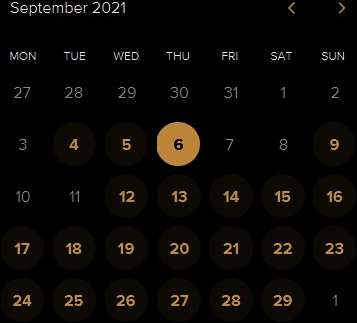 September 2021
MON TUE WED THU FRI SAT SUN
27 28 29 30 31 1 2
3 4 5 6 7 8 9
10 11 12 13 14 15 16
17 18 19 20 21 22 23
24 25 26 27 28 29 1